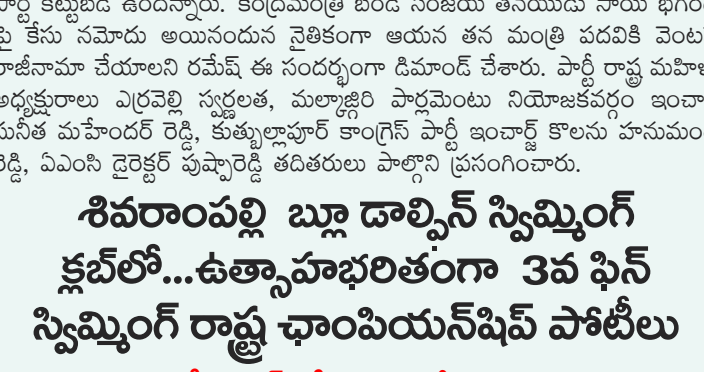 పార్టీ కట్టుబడి ఉందన్నారు. కేంద్రమంత్రి బండి సంజయ్ తనయుడు సాయి భగీరథ్
పై కేసు నమోదు అయినందున నైతికంగా ఆయన తన మంత్రి పదవికి వెంటనే
రాజీనామా చేయాలని రమేష్ ఈ సందర్భంగా డిమాండ్ చేశారు. పార్టీ రాష్ట్ర మహిళా
అధ్యక్షురాలు ఎర్రవెల్లి స్వర్ణలత, మల్కాజ్గిరి పార్లమెంటు నియోజకవర్గం ఇంచార్జ్
సునీత మహేందర్ రెడ్డి, కుత్బుల్లాపూర్ కాంగ్రెస్ పార్టీ ఇంచార్జ్ కొలను హనుమంత్
రెడ్డి, ఏఎంసి డైరెక్టర్ పుష్పారెడ్డి తదితరులు పాల్గొని ప్రసంగించారు.
శివరాంపల్లి బ్లూ డాల్ఫిన్ స్విమ్మింగ్
క్లబ్‌లో...ఉత్సాహభరితంగా 3వ ఫిన్
స్విమ్మింగ్ రాష్ట్ర ఛాంపియన్‌షిప్ పోటీలు